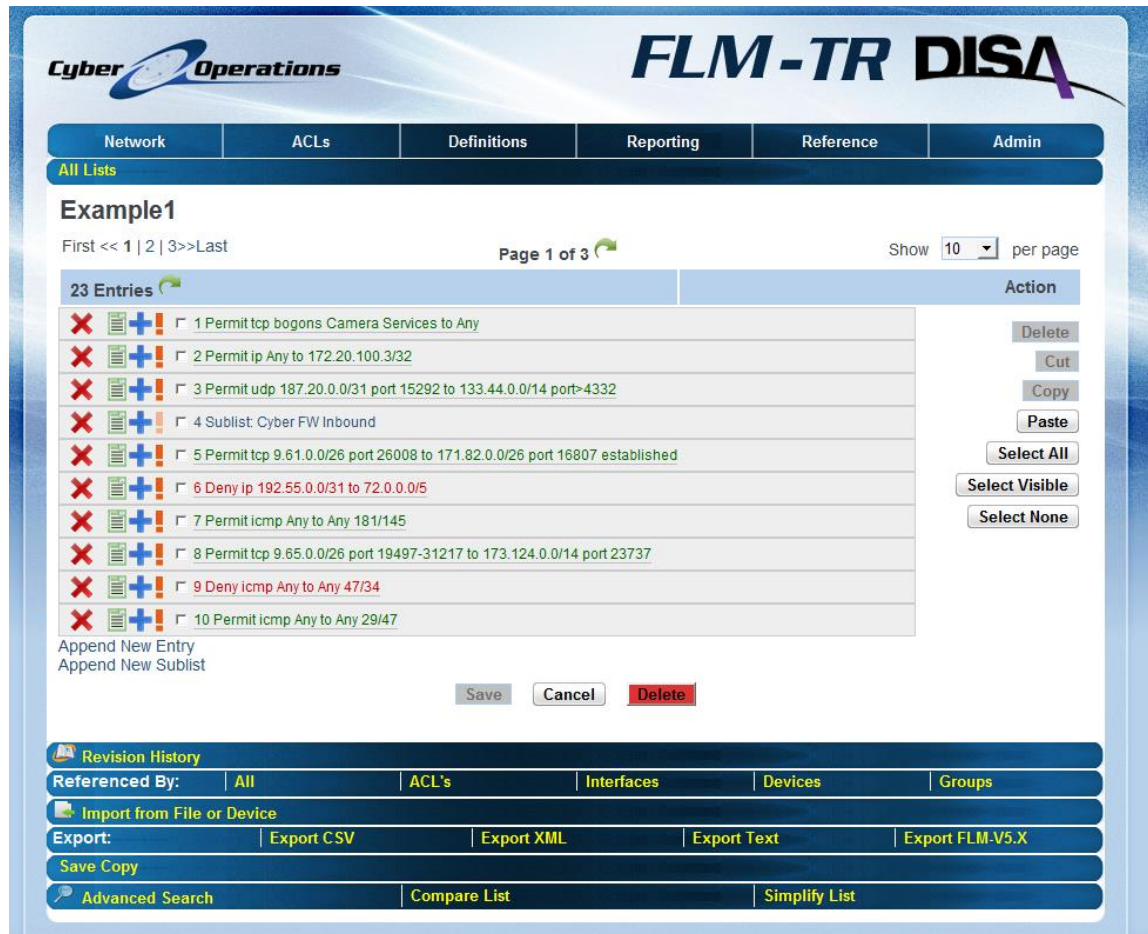 Cyber Operations
FLM-TR DISA
Network ACLs Definitions Reporting Reference Admin
All Lists
Example1
First << 1 | 2 | 3>>Last Page 1 of 3 Show 10 per page
23 Entries Action
1 Permit tcp bogons Camera Services to Any
2 Permit ip Any to 172.20.100.3/32
3 Permit udp 187.20.0.0/31 port 15292 to 133.44.0.0/14 port>4332
4 Sublist: Cyber FW Inbound
5 Permit tcp 9.61.0.0/26 port 26008 to 171.82.0.0/26 port 16807 established
6 Deny ip 192.55.0.0/31 to 72.0.0.0/5
7 Permit icmp Any to Any 181/145
8 Permit tcp 9.65.0.0/26 port 19497-31217 to 173.124.0.0/14 port 23737
9 Deny icmp Any to Any 47/34
10 Permit icmp Any to Any 29/47
Delete
Cut
Copy
Paste
Select All
Select Visible
Select None
Append New Entry
Append New Sublist
Save Cancel Delete
Revision History
Referenced By: All ACL's Interfaces Devices Groups
Import from File or Device
Export: Export CSV Export XML Export Text Export FLM-V5.X
Save Copy
Advanced Search Compare List Simplify List